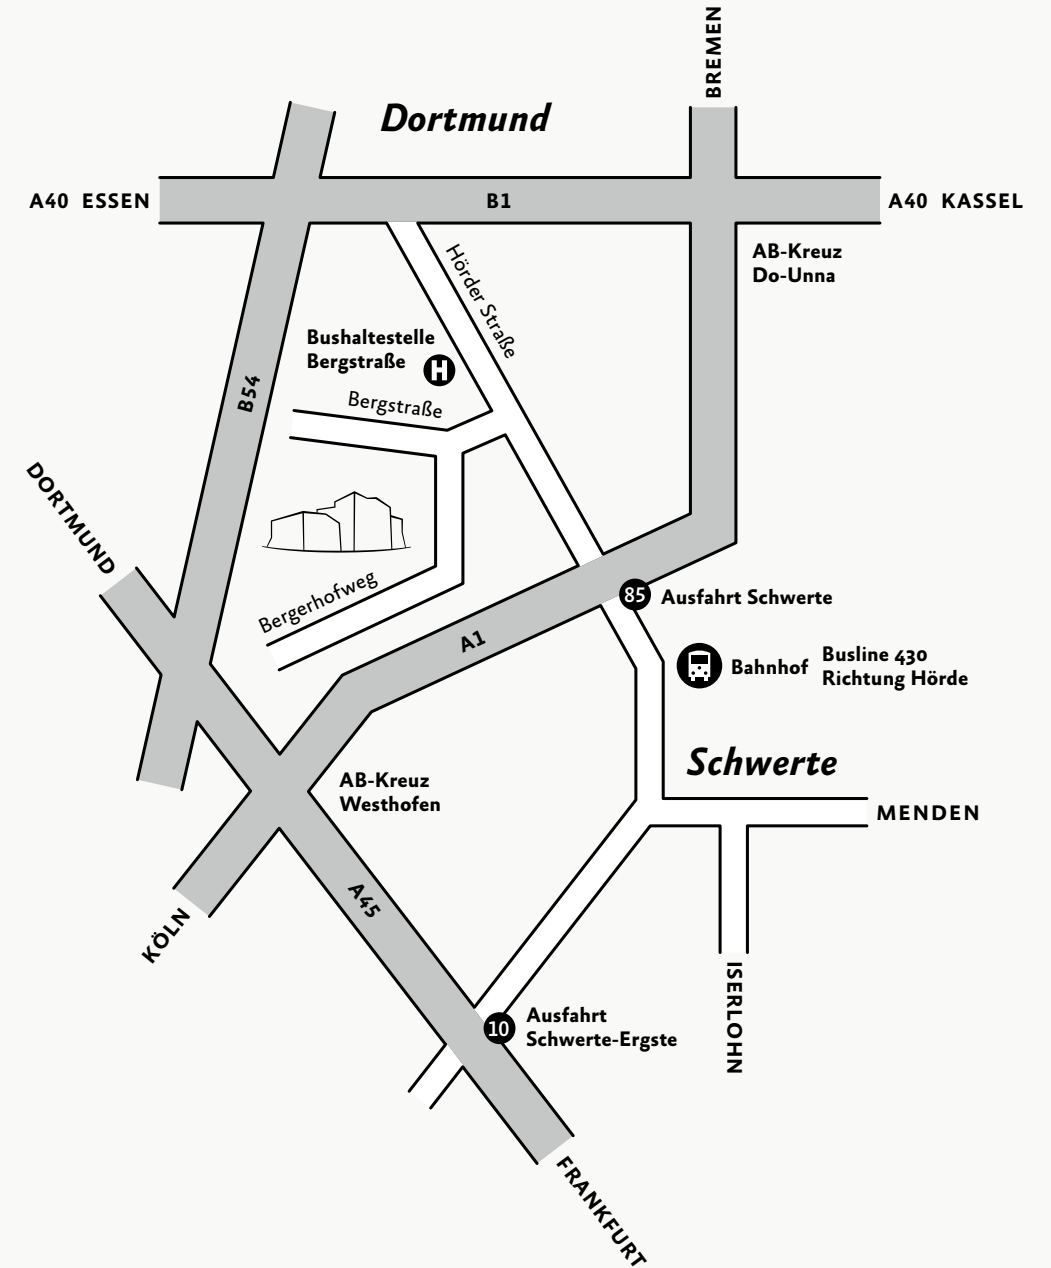 BREMEN
Dortmund
A40 ESSEN
B1
A40 KASSEL
AB-Kreuz
Do-Unna
Hörder Straße
Bushaltestelle
Bergstraße
H
Bergstraße
B54
DORTMUND
Bergerhofweg
85
Ausfahrt Schwerte
A1
Bahnhof
Busline 430
Richtung Hörde
Schwerte
AB-Kreuz
Westhofen
MENDEN
A45
KÖLN
ISERLOHN
10
Ausfahrt
Schwerte-Ergste
FRANKFURT